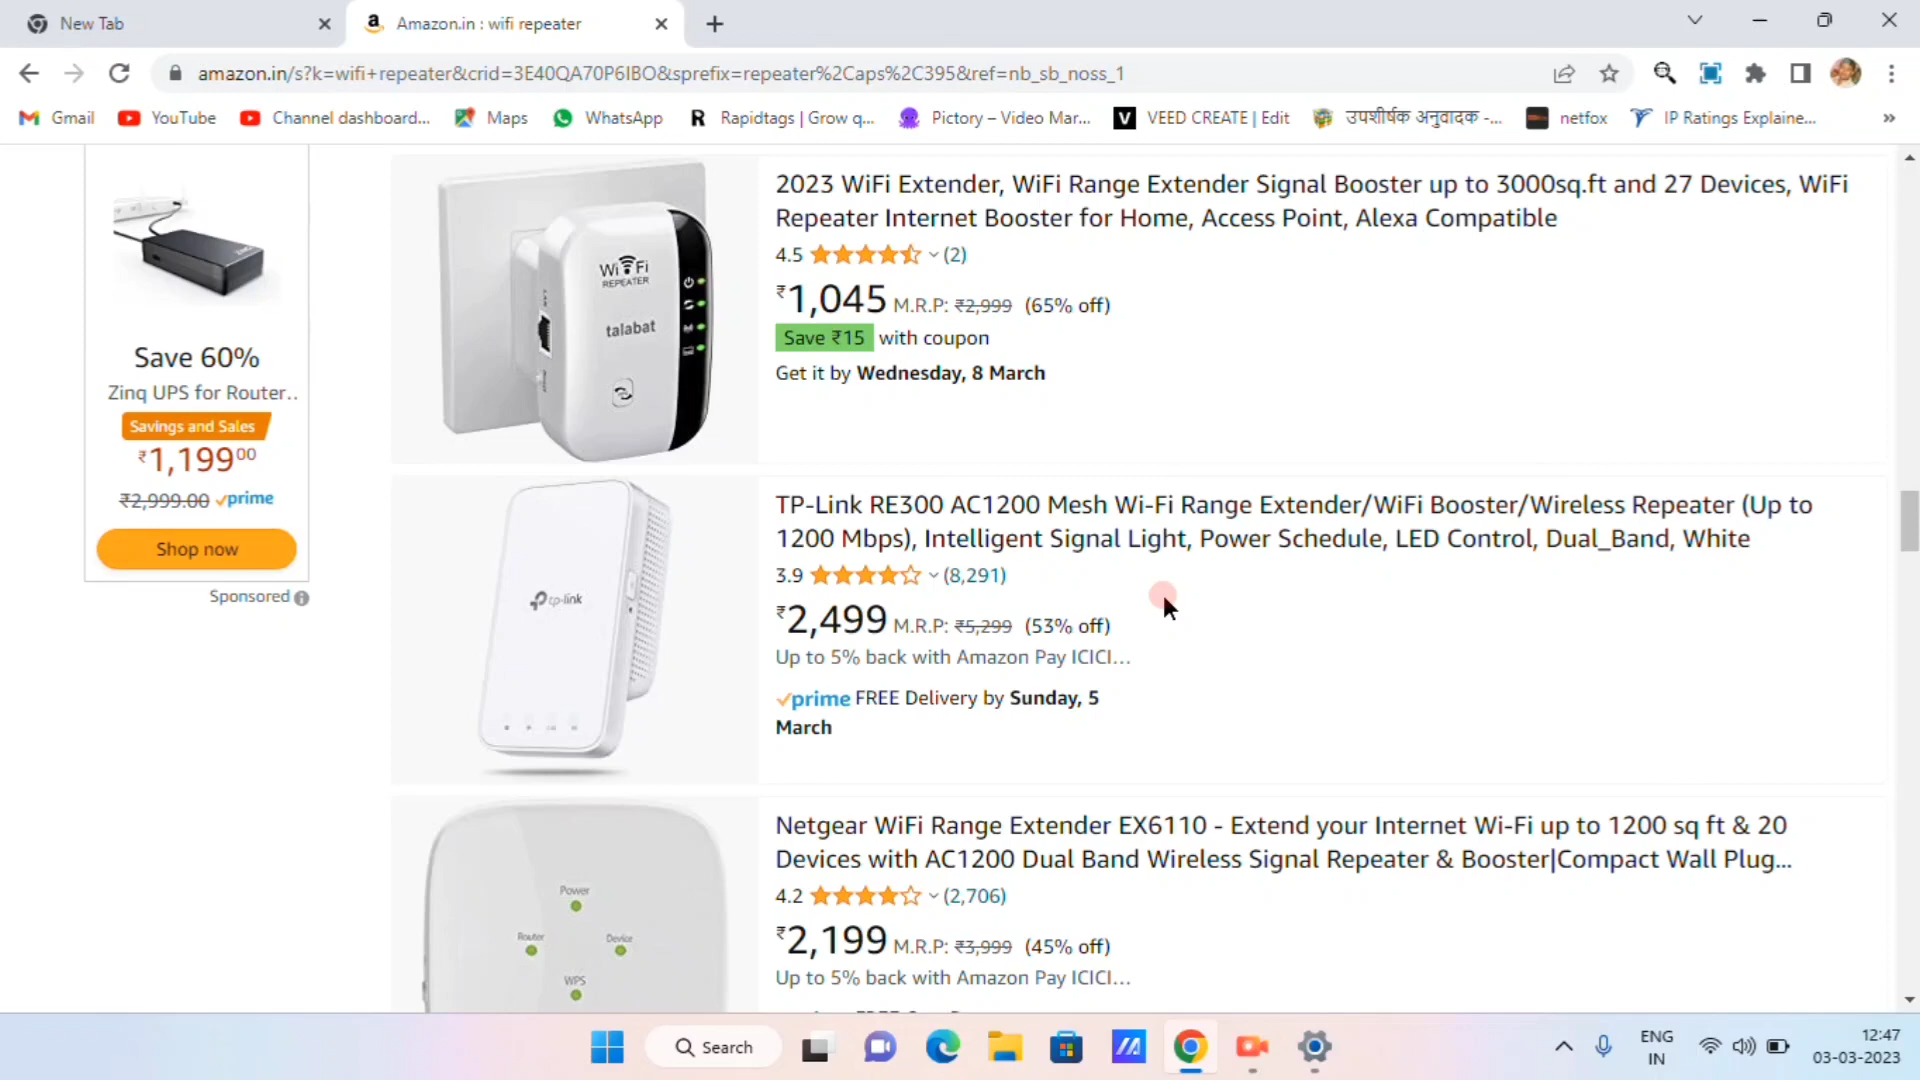 New Tab
Amazon.in : wifi repeater
amazon.in/s?k=wifi+repeater&crid=3E40QA70P6IBO&sprefix=repeater%2Caps%2C395&ref=nb_sb_noss_1
Gmail YouTube Channel dashboard... Maps WhatsApp R Rapidtags | Grow q... Pictory – Video Mar... V VEED CREATE | Edit उपशीर्षक अनुवादक -... netfox IP Ratings Explaine... »
Save 60%
Zinq UPS for Router..
Savings and Sales
₹1,199⁰⁰
₹2,999.00 prime
Shop now
Sponsored
WiFi
REPEATER
talabat
2023 WiFi Extender, WiFi Range Extender Signal Booster up to 3000sq.ft and 27 Devices, WiFi
Repeater Internet Booster for Home, Access Point, Alexa Compatible
4.5 (2)
₹1,045 M.R.P: ₹2,999 (65% off)
Save ₹15 with coupon
Get it by Wednesday, 8 March
tp-link
TP-Link RE300 AC1200 Mesh Wi-Fi Range Extender/WiFi Booster/Wireless Repeater (Up to
1200 Mbps), Intelligent Signal Light, Power Schedule, LED Control, Dual_Band, White
3.9 (8,291)
₹2,499 M.R.P: ₹5,299 (53% off)
Up to 5% back with Amazon Pay ICICI…
prime FREE Delivery by Sunday, 5
March
Power
Router Device
WPS
Netgear WiFi Range Extender EX6110 - Extend your Internet Wi-Fi up to 1200 sq ft & 20
Devices with AC1200 Dual Band Wireless Signal Repeater & Booster|Compact Wall Plug...
4.2 (2,706)
₹2,199 M.R.P: ₹3,999 (45% off)
Up to 5% back with Amazon Pay ICICI…
Search
ENG
IN
12:47
03-03-2023